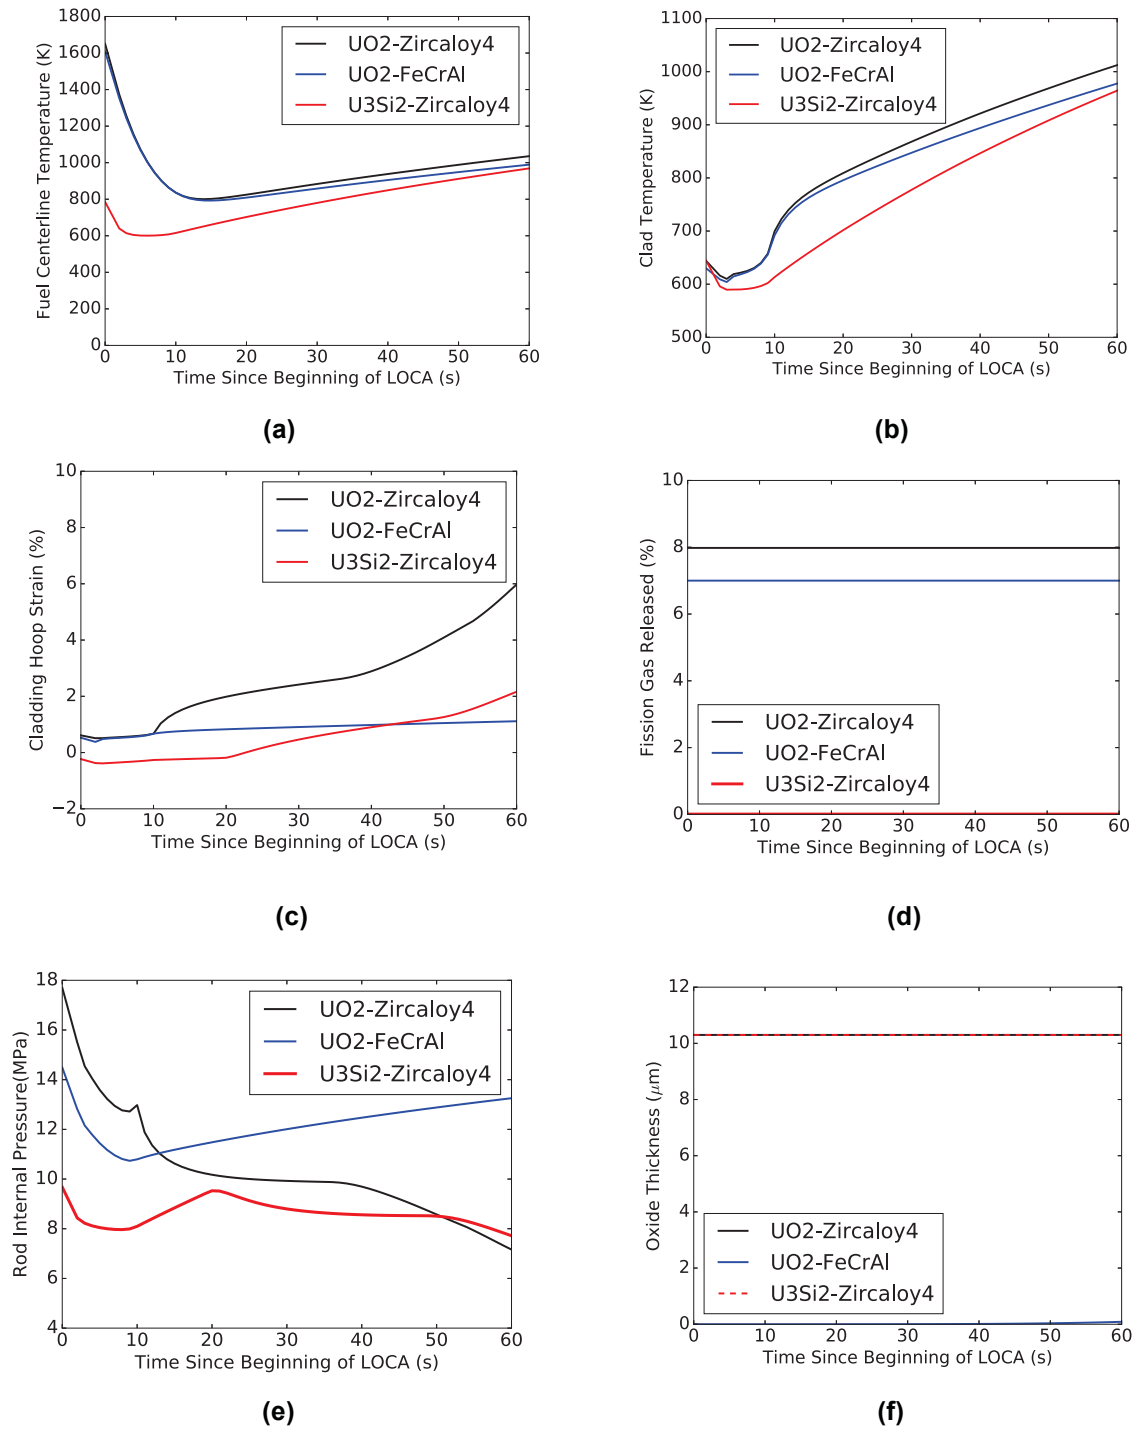 1800
1600
1400
1200
1000
800
600
400
200
0
Fuel Centerline Temperature (K)
UO2-Zircaloy4
UO2-FeCrAl
U3Si2-Zircaloy4
0 10 20 30 40 50 60
Time Since Beginning of LOCA (s)
(a)
1100
1000
900
800
700
600
500
Clad Temperature (K)
UO2-Zircaloy4
UO2-FeCrAl
U3Si2-Zircaloy4
0 10 20 30 40 50 60
Time Since Beginning of LOCA (s)
(b)
10
8
6
4
2
0
−2
Cladding Hoop Strain (%)
UO2-Zircaloy4
UO2-FeCrAl
U3Si2-Zircaloy4
0 10 20 30 40 50 60
Time Since Beginning of LOCA (s)
(c)
10
8
6
4
2
0
Fission Gas Released (%)
UO2-Zircaloy4
UO2-FeCrAl
U3Si2-Zircaloy4
0 10 20 30 40 50 60
Time Since Beginning of LOCA (s)
(d)
18
16
14
12
10
8
6
4
Rod Internal Pressure(MPa)
UO2-Zircaloy4
UO2-FeCrAl
U3Si2-Zircaloy4
0 10 20 30 40 50 60
Time Since Beginning of LOCA (s)
(e)
12
10
8
6
4
2
0
Oxide Thickness (μm)
UO2-Zircaloy4
UO2-FeCrAl
U3Si2-Zircaloy4
0 10 20 30 40 50 60
Time Since Beginning of LOCA (s)
(f)